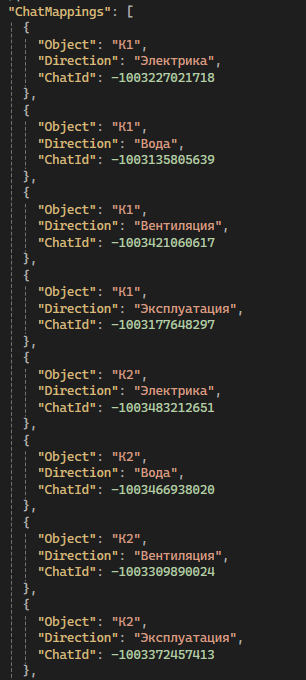 "ChatMappings": [
{
"Object": "К1",
"Direction": "Электрика",
"ChatId": -1003227021718
},
{
"Object": "К1",
"Direction": "Вода",
"ChatId": -1003135805639
},
{
"Object": "К1",
"Direction": "Вентиляция",
"ChatId": -1003421060617
},
{
"Object": "К1",
"Direction": "Эксплуатация",
"ChatId": -1003177648297
},
{
"Object": "К2",
"Direction": "Электрика",
"ChatId": -1003483212651
},
{
"Object": "К2",
"Direction": "Вода",
"ChatId": -1003466938020
},
{
"Object": "К2",
"Direction": "Вентиляция",
"ChatId": -1003309890024
},
{
"Object": "К2",
"Direction": "Эксплуатация",
"ChatId": -1003372457413
},